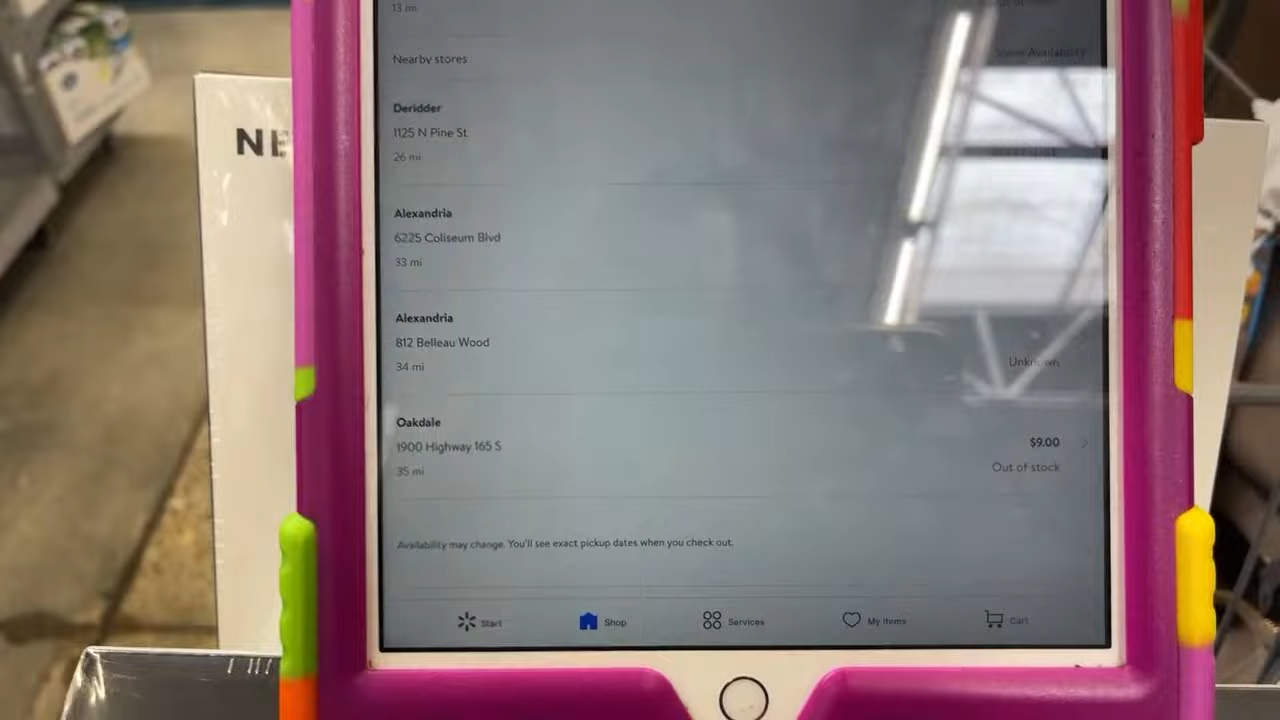 13 mi
Nearby stores
Store Availability
NE
Deridder
1125 N Pine St
26 mi
Alexandria
6225 Coliseum Blvd
33 mi
Alexandria
812 Belleau Wood
34 mi
Unknown
Oakdale
1900 Highway 165 S
35 mi
$9.00
Out of stock
Availability may change. You'll see exact pickup dates when you check out.
Start
Shop
Services
My Items
Cart